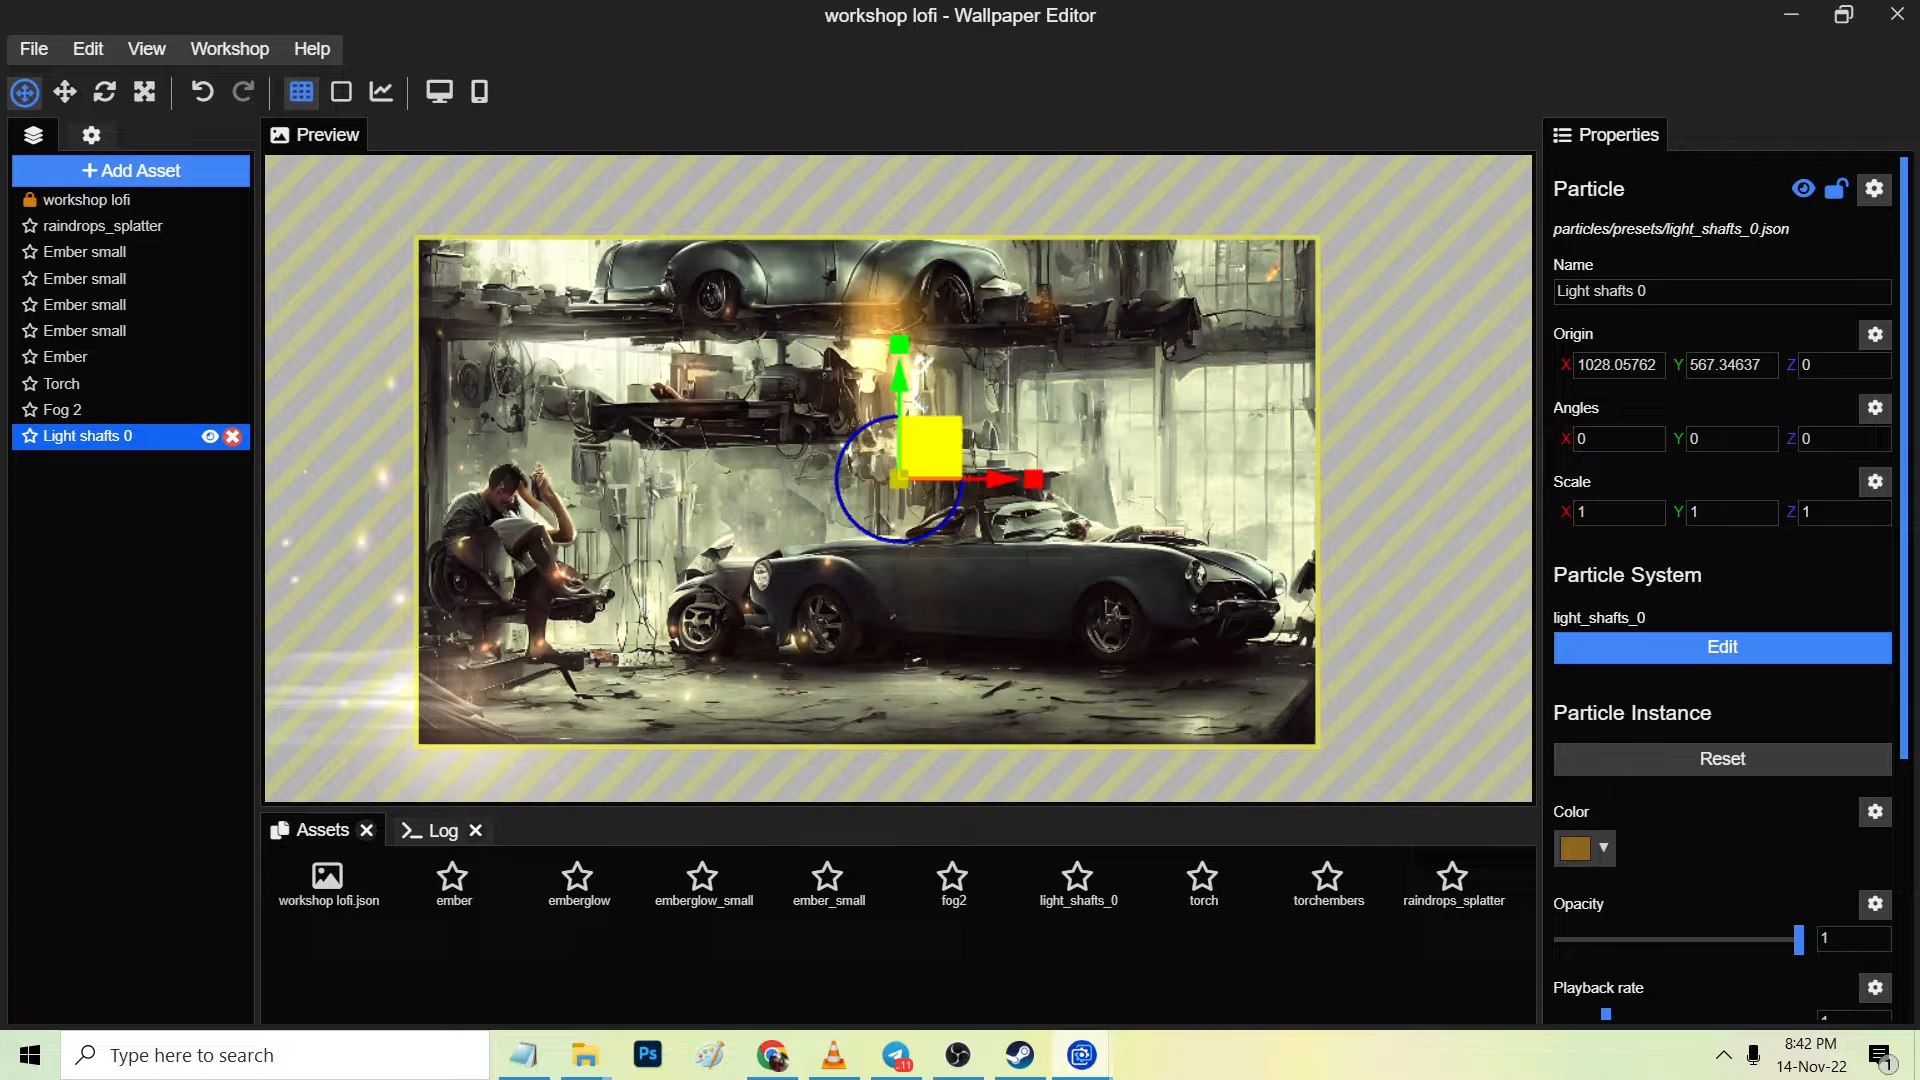 workshop lofi - Wallpaper Editor
File Edit View Workshop Help
Preview
Properties
Add Asset
workshop lofi
raindrops_splatter
Ember small
Ember small
Ember small
Ember small
Ember
Torch
Fog 2
Light shafts 0
Particle
particles/presets/light_shafts_0.json
Name
Light shafts 0
Origin
X 1028.05762 Y 567.34637 Z 0
Angles
X 0 Y 0 Z 0
Scale
X 1 Y 1 Z 1
Particle System
light_shafts_0
Edit
Particle Instance
Reset
Color
Opacity
1
Playback rate
Assets Log
workshop lofi.json ember emberglow emberglow_small ember_small fog2 light_shafts_0 torch torchembers raindrops_splatter
Type here to search
Ps
..11
8:42 PM
14-Nov-22
1